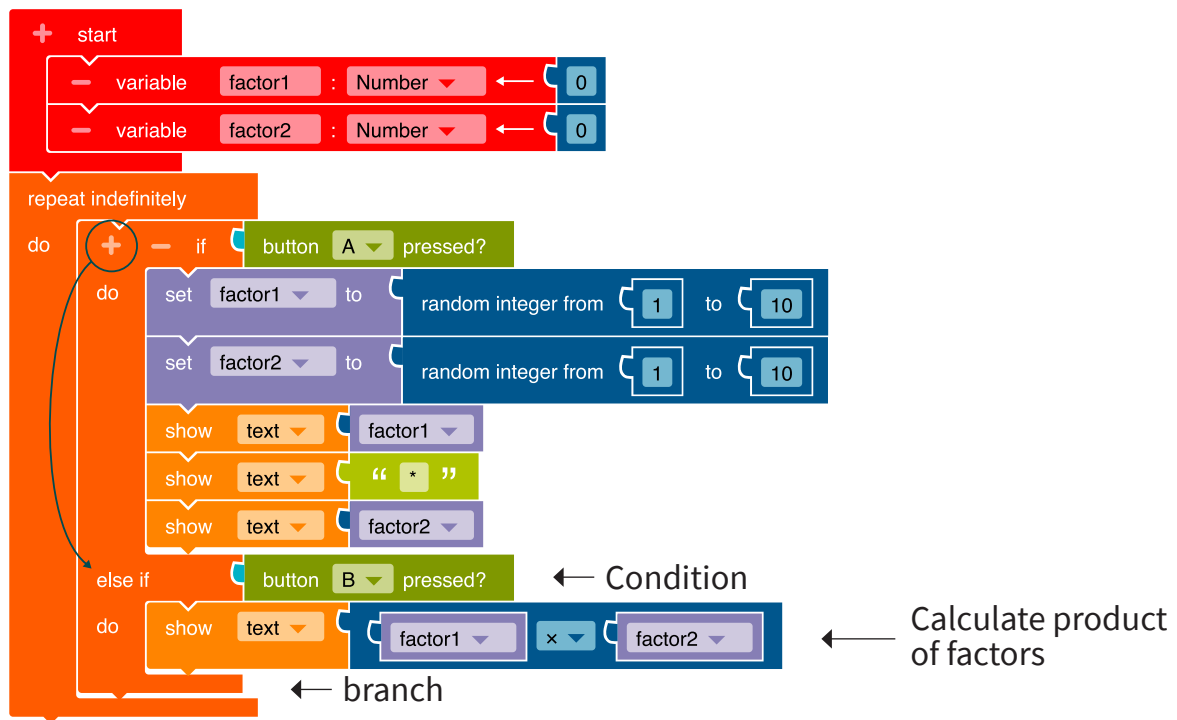 + start
− variable factor1 : Number ← 0
− variable factor2 : Number ← 0
repeat indefinitely
do + − if button A pressed?
do set factor1 to random integer from 1 to 10
set factor2 to random integer from 1 to 10
show text factor1
show text “ * ”
show text factor2
else if button B pressed? ← Condition
do show text factor1 × factor2 ← Calculate product
of factors
← branch